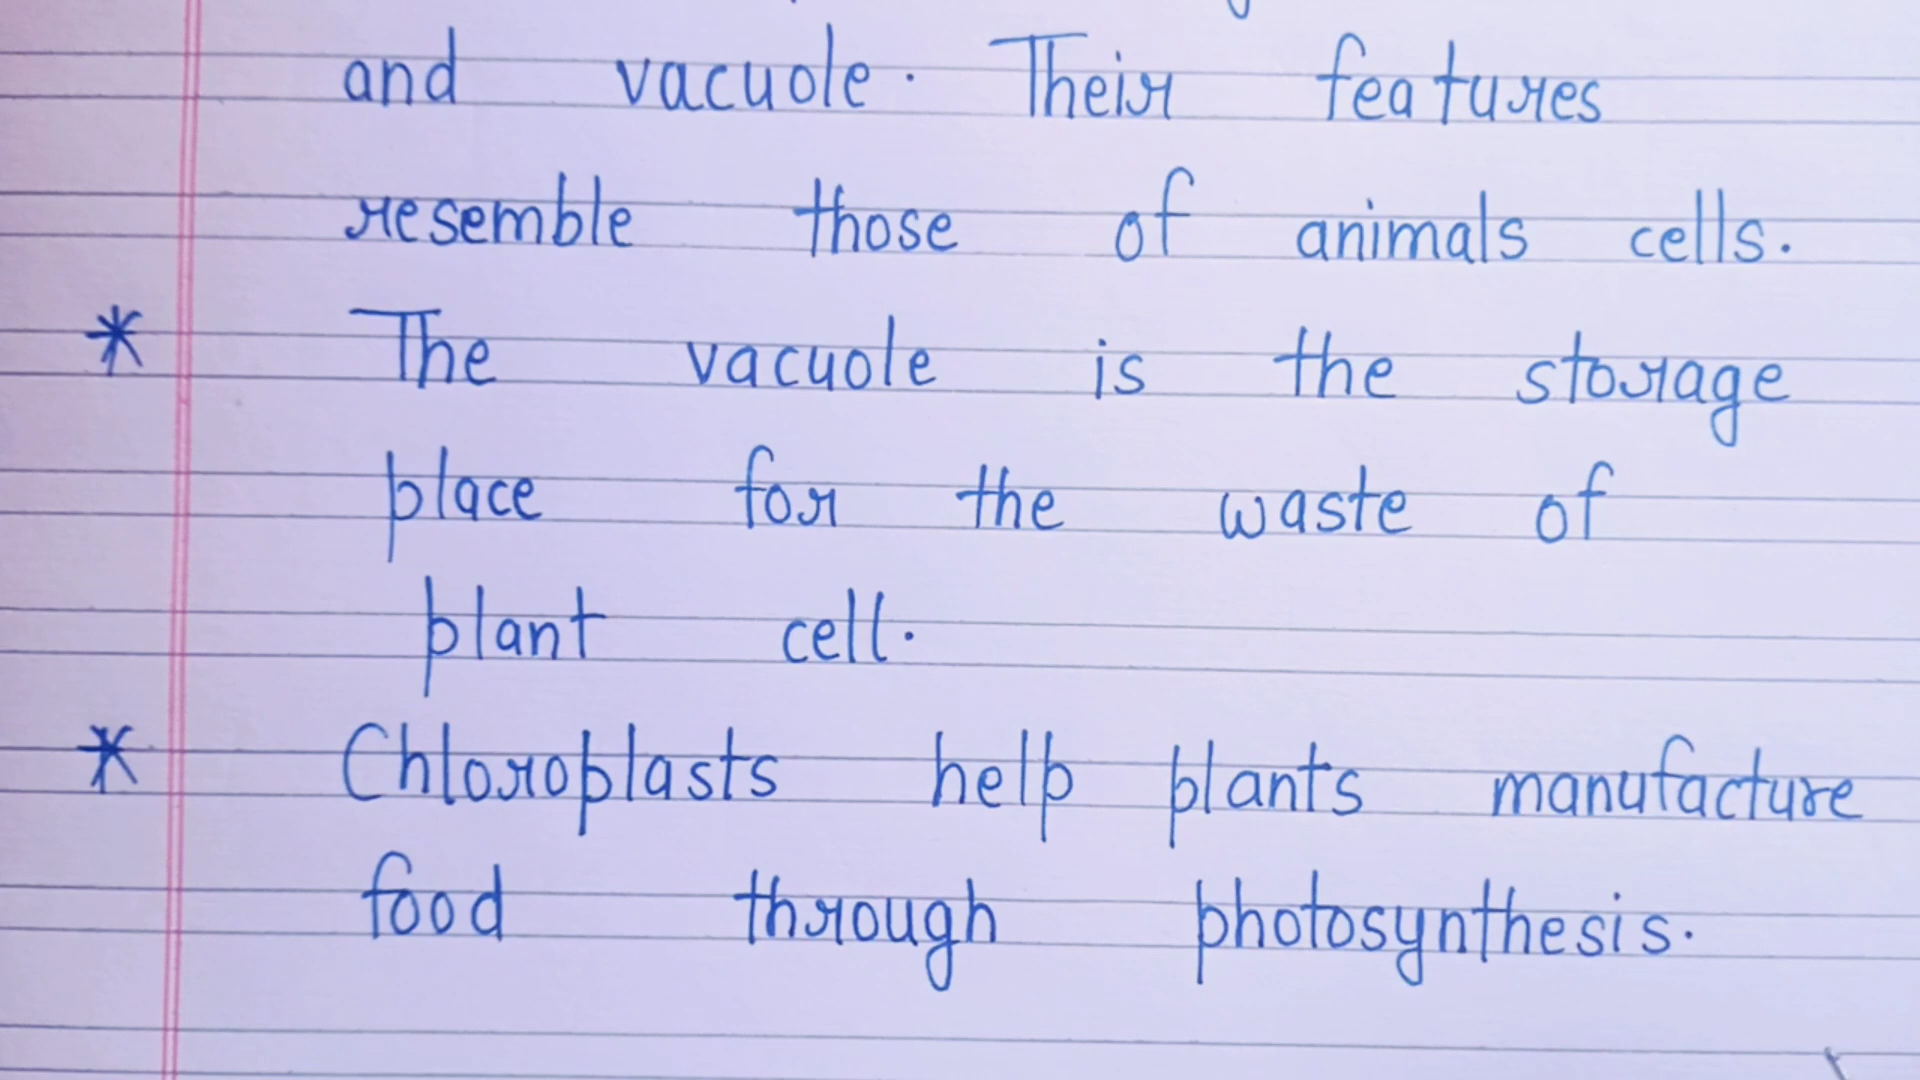 and vacuole. Their features
resemble those of animals cells.
* The vacuole is the storage
place for the waste of
plant cell.
* Chloroplasts help plants manufacture
food through photosynthesis.